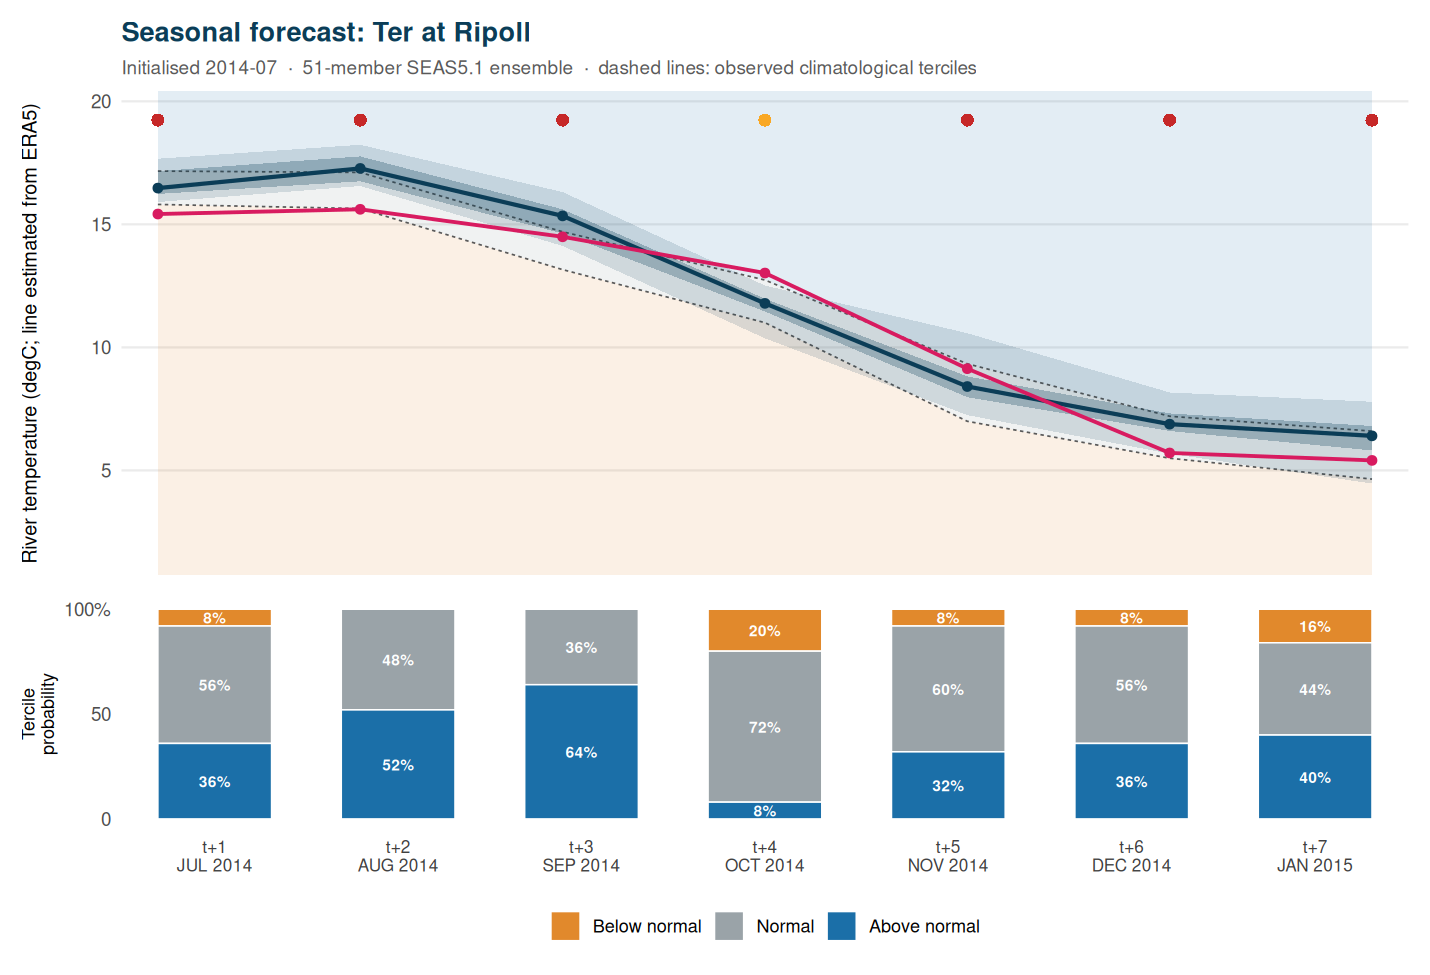 Seasonal forecast: Ter at Ripoll
Initialised 2014-07 · 51-member SEAS5.1 ensemble · dashed lines: observed climatological terciles
River temperature (degC; line estimated from ERA5)
20
15
10
5
Tercile
probability
100%
50
0
8%
56%
36%
48%
52%
36%
64%
20%
72%
8%
8%
60%
32%
8%
56%
36%
16%
44%
40%
t+1
JUL 2014
t+2
AUG 2014
t+3
SEP 2014
t+4
OCT 2014
t+5
NOV 2014
t+6
DEC 2014
t+7
JAN 2015
Below normal
Normal
Above normal